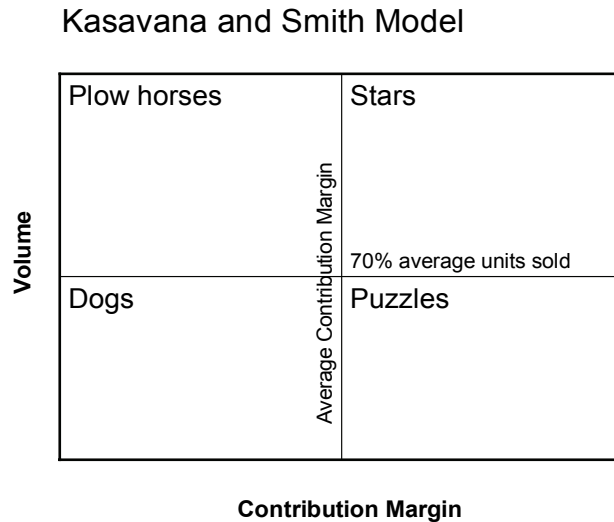 Kasavana and Smith Model
Plow horses
Stars
Volume
Average Contribution Margin
70% average units sold
Dogs
Puzzles
Contribution Margin